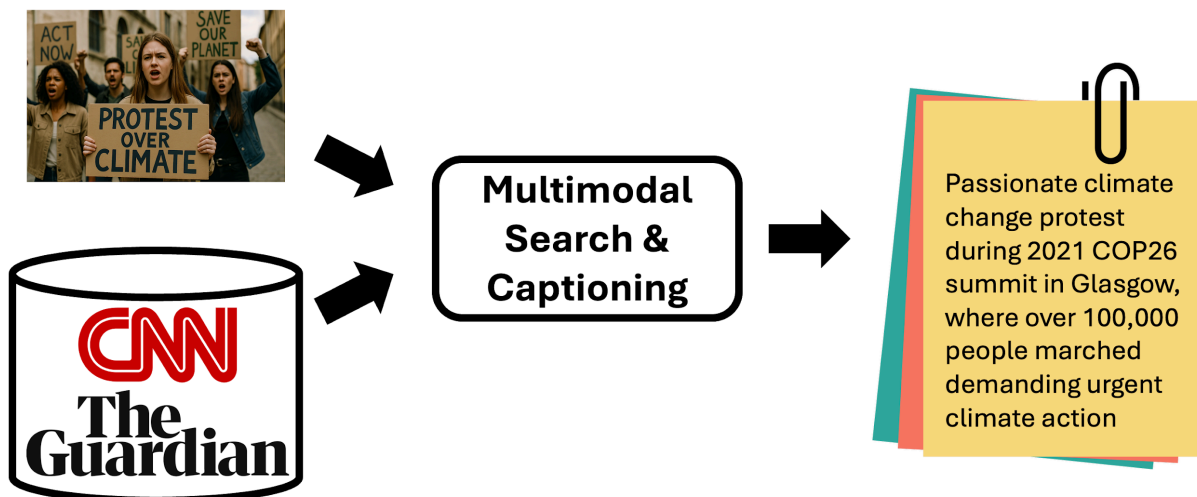 ACT
NOW
SAVE
OUR
PLANET
PROTEST
OVER
CLIMATE
CNN
The
Guardian
Multimodal
Search &
Captioning
Passionate climate
change protest
during 2021 COP26
summit in Glasgow,
where over 100,000
people marched
demanding urgent
climate action